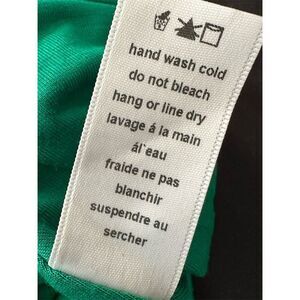 hand wash cold
do not bleach
hang or line dry
lavage á la main
ál'eau
fraide ne pas
blanchir
suspendre au
sercher